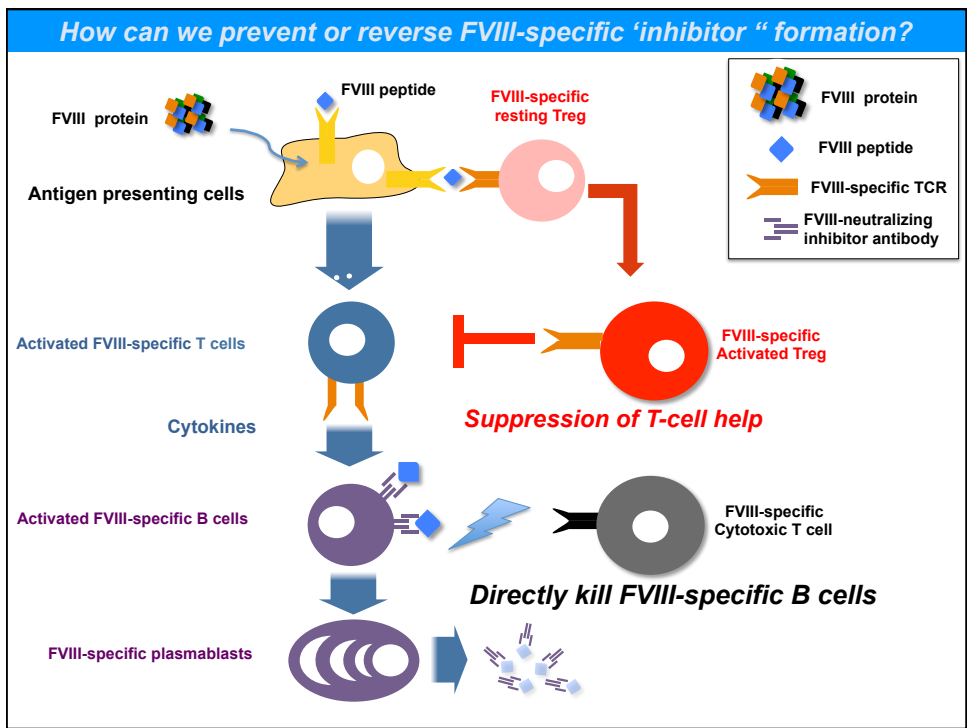 How can we prevent or reverse FVIII-specific ‘inhibitor “ formation?
FVIII protein
FVIII peptide
FVIII-specific
resting Treg
Antigen presenting cells
FVIII protein
FVIII peptide
FVIII-specific TCR
FVIII-neutralizing
inhibitor antibody
Activated FVIII-specific T cells
FVIII-specific
Activated Treg
Suppression of T-cell help
Cytokines
Activated FVIII-specific B cells
FVIII-specific
Cytotoxic T cell
Directly kill FVIII-specific B cells
FVIII-specific plasmablasts